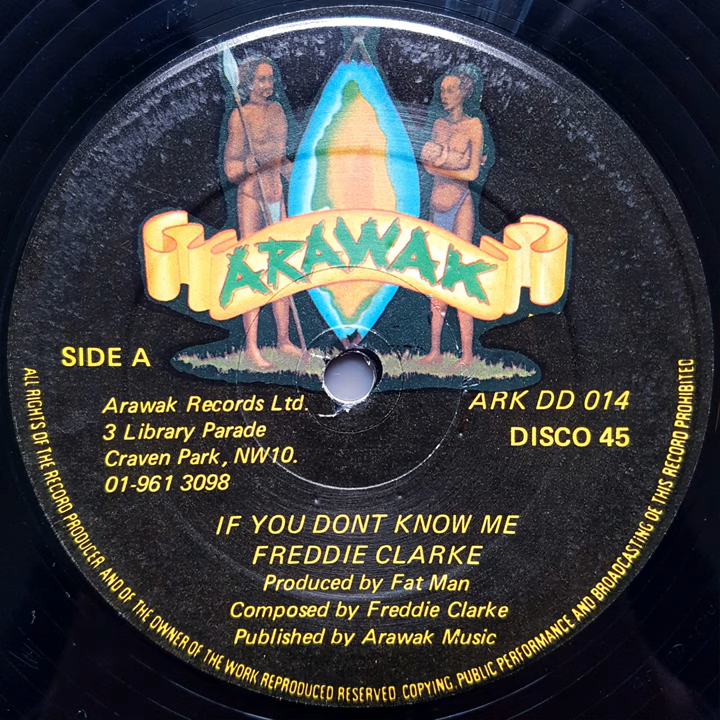 ARAWAK
SIDE A
Arawak Records Ltd.
3 Library Parade
Craven Park, NW10.
01-961 3098
ARK DD 014
DISCO 45
IF YOU DONT KNOW ME
FREDDIE CLARKE
Produced by Fat Man
Composed by Freddie Clarke
Published by Arawak Music
ALL RIGHTS OF THE RECORD PRODUCER AND OF THE OWNER OF THE WORK REPRODUCED RESERVED. COPYING, PUBLIC PERFORMANCE AND BROADCASTING OE THIS RECORD PROHIBITED